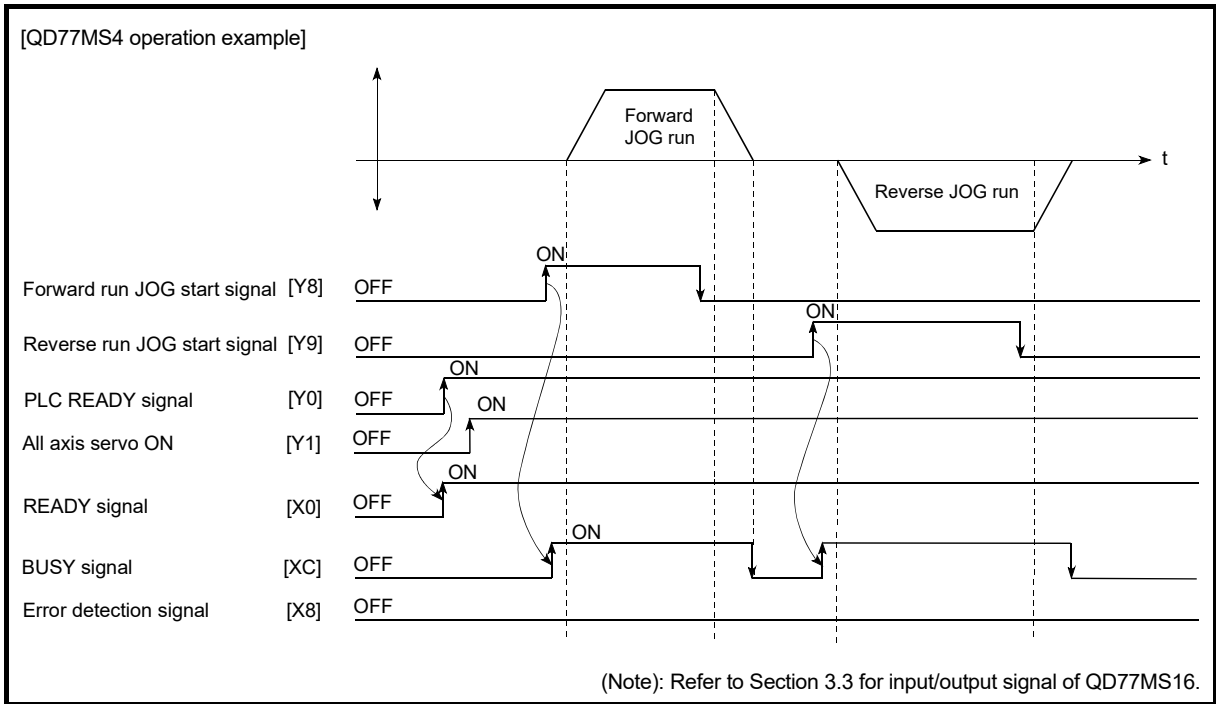 [QD77MS4 operation example]
Forward
JOG run
t
Reverse JOG run
ON
Forward run JOG start signal [Y8] OFF
ON
Reverse run JOG start signal [Y9] OFF
ON
PLC READY signal [Y0] OFF
ON
All axis servo ON [Y1] OFF
ON
READY signal [X0] OFF
ON
BUSY signal [XC] OFF
Error detection signal [X8] OFF
(Note): Refer to Section 3.3 for input/output signal of QD77MS16.